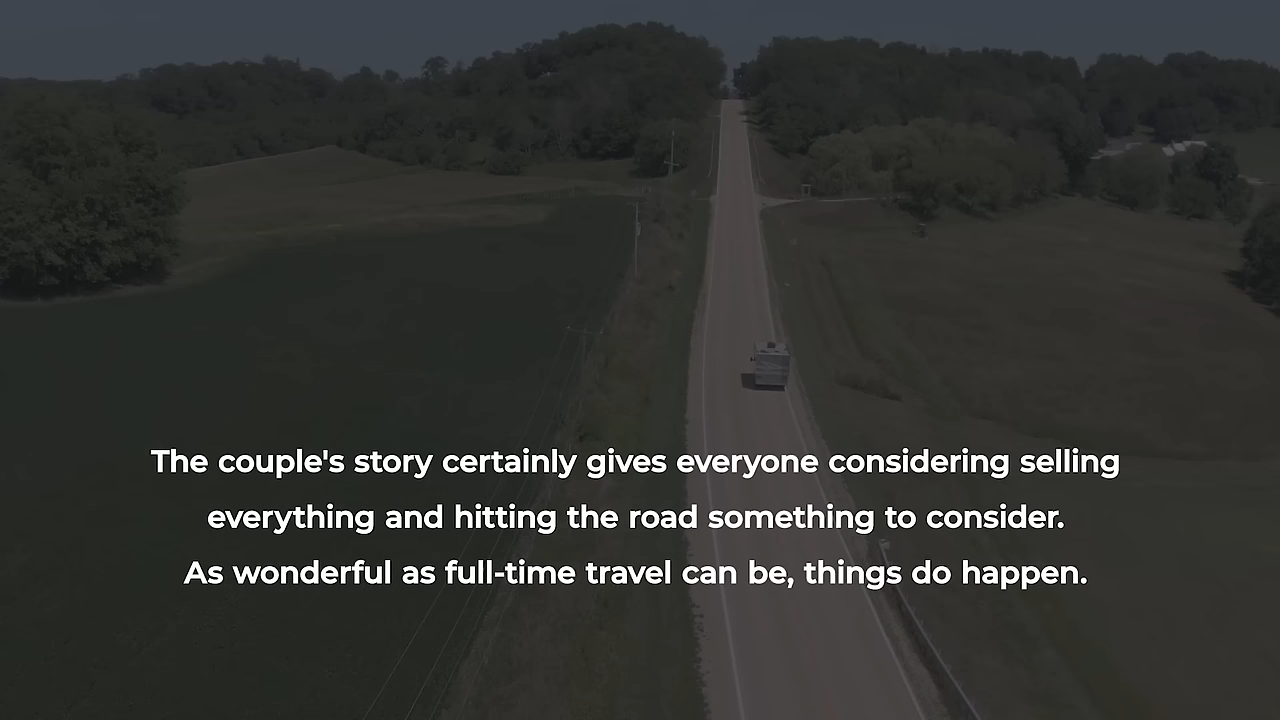 The couple's story certainly gives everyone considering selling
everything and hitting the road something to consider.
As wonderful as full-time travel can be, things do happen.